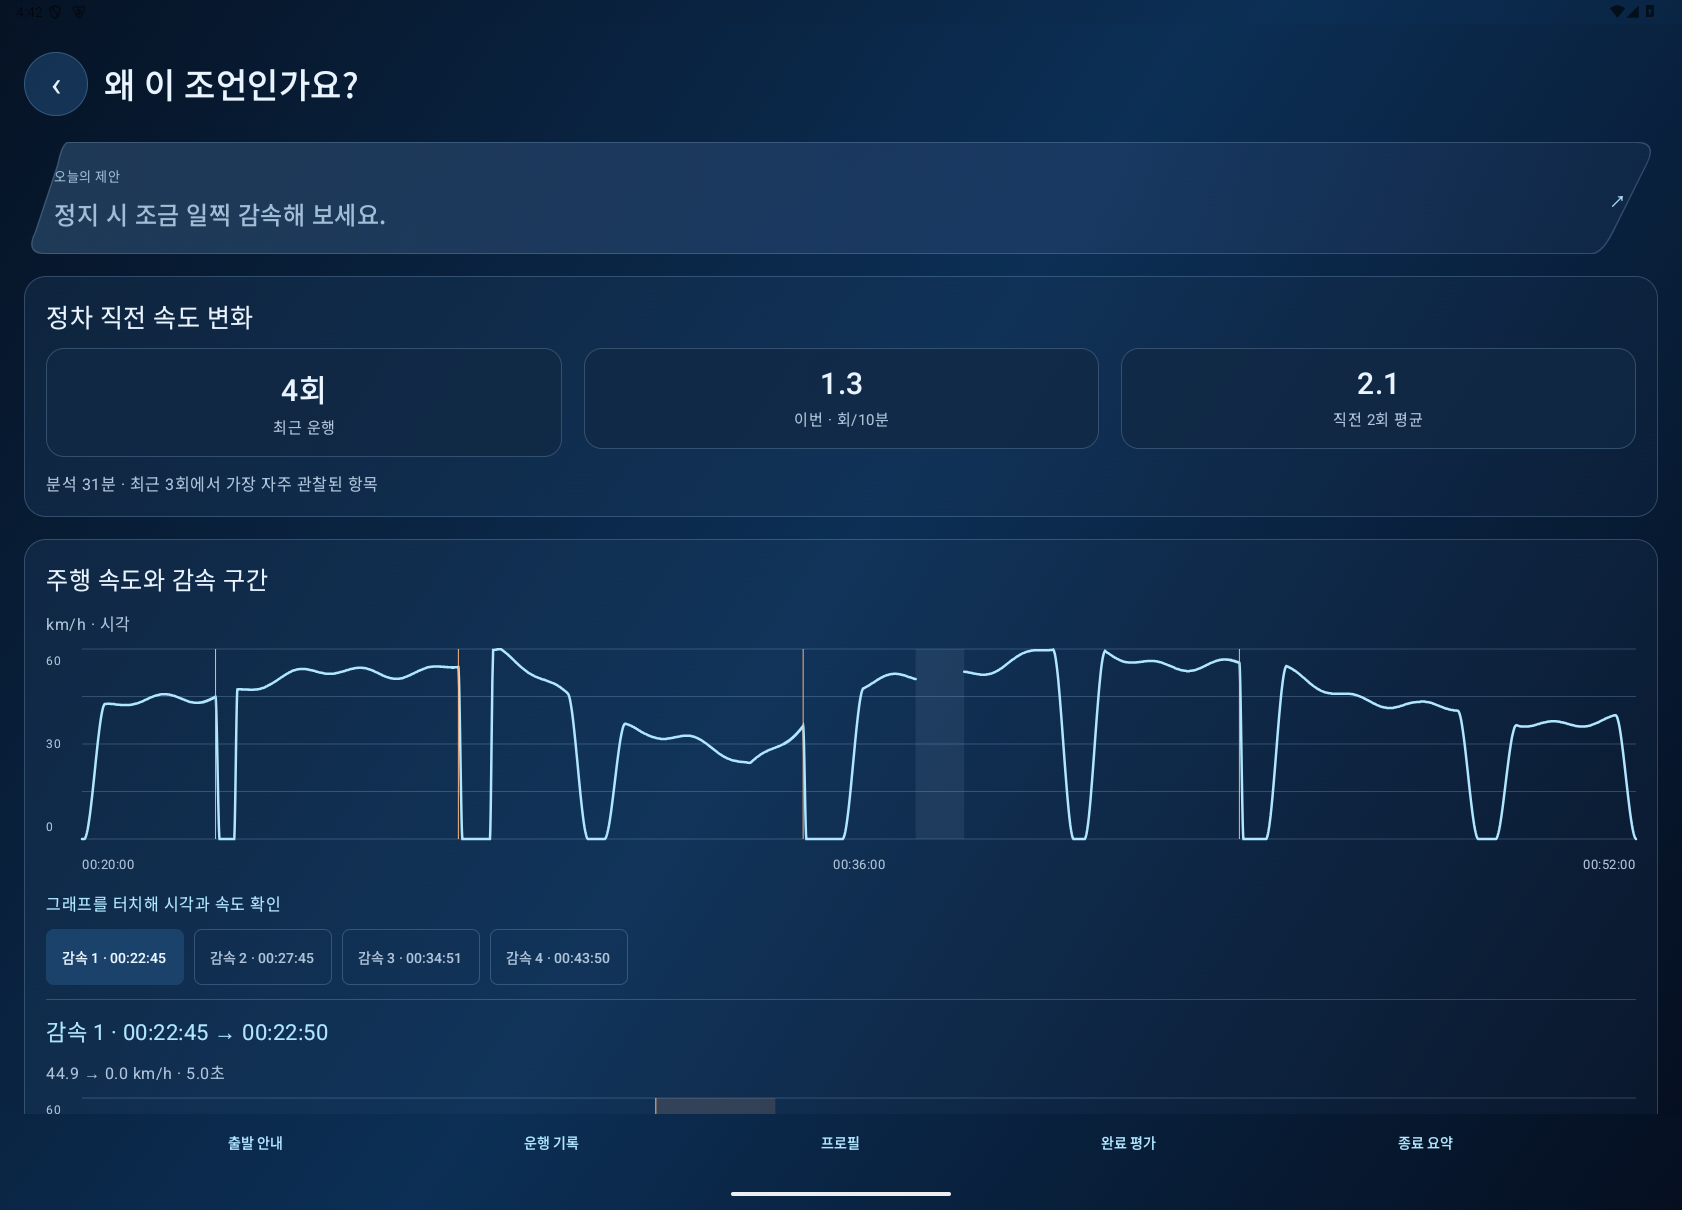 4:42
왜 이 조언인가요?
오늘의 제안
정지 시 조금 일찍 감속해 보세요.
↗
정차 직전 속도 변화
4회
최근 운행
1.3
이번 · 회/10분
2.1
직전 2회 평균
분석 31분 · 최근 3회에서 가장 자주 관찰된 항목
주행 속도와 감속 구간
km/h · 시각
60
30
0
00:20:00 00:36:00 00:52:00
그래프를 터치해 시각과 속도 확인
감속 1 · 00:22:45 감속 2 · 00:27:45 감속 3 · 00:34:51 감속 4 · 00:43:50
감속 1 · 00:22:45 → 00:22:50
44.9 → 0.0 km/h · 5.0초
60
출발 안내 운행 기록 프로필 완료 평가 종료 요약